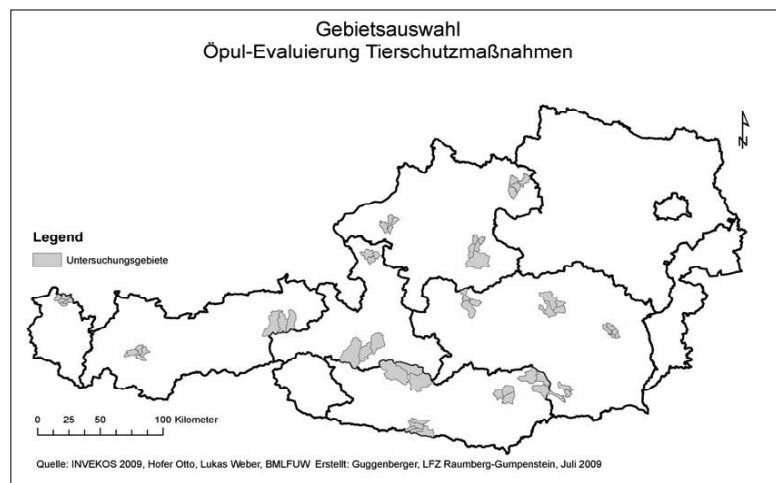 Gebietsauswahl
Öpul-Evaluierung Tierschutzmaßnahmen
N
Legend
Untersuchungsgebiete
0 25 50 100 Kilometer
Quelle: INVEKOS 2009, Hofer Otto, Lukas Weber, BMLFUW Erstellt: Guggenberger, LFZ Raumberg-Gumpenstein, Juli 2009